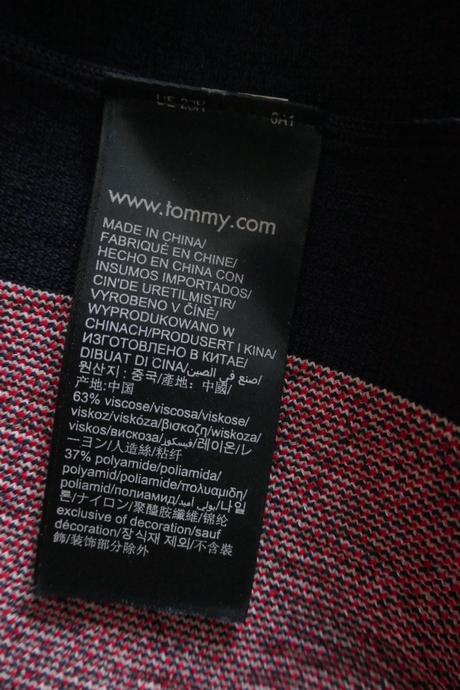 6A1
www.tommy.com
MADE IN CHINA/
FABRIQUÉ EN CHINE/
HECHO EN CHINA CON
INSUMOS IMPORTADOS/
CIN'DE URETILMISTIR/
VYROBENO V ČÍNĚ/
WYPRODUKOWANO W
CHINACH/PRODUSERT I KINA/
ИЗГОТОВЛЕНО В КИТАЕ/
DIBUAT DI CINA/صنع في الصين/
원산지 : 중국/產地：中國/
产地:中国
63% viscose/viscosa/viskose/
viskoz/viskóza/βισκοζη/wiskoza/
viskos/вискоза/فيسكوز/레이온/レ
ーヨン/人造絲/粘纤
37% polyamide/poliamida/
polyamid/poliamide/πολυαμιδη/
poliamid/полиамид/بولي أميد/나일
론/ナイロン/聚醯胺纖維/锦纶
exclusive of decoration/sauf
décoration/장식재 제외/不含裝
飾/装饰部分除外